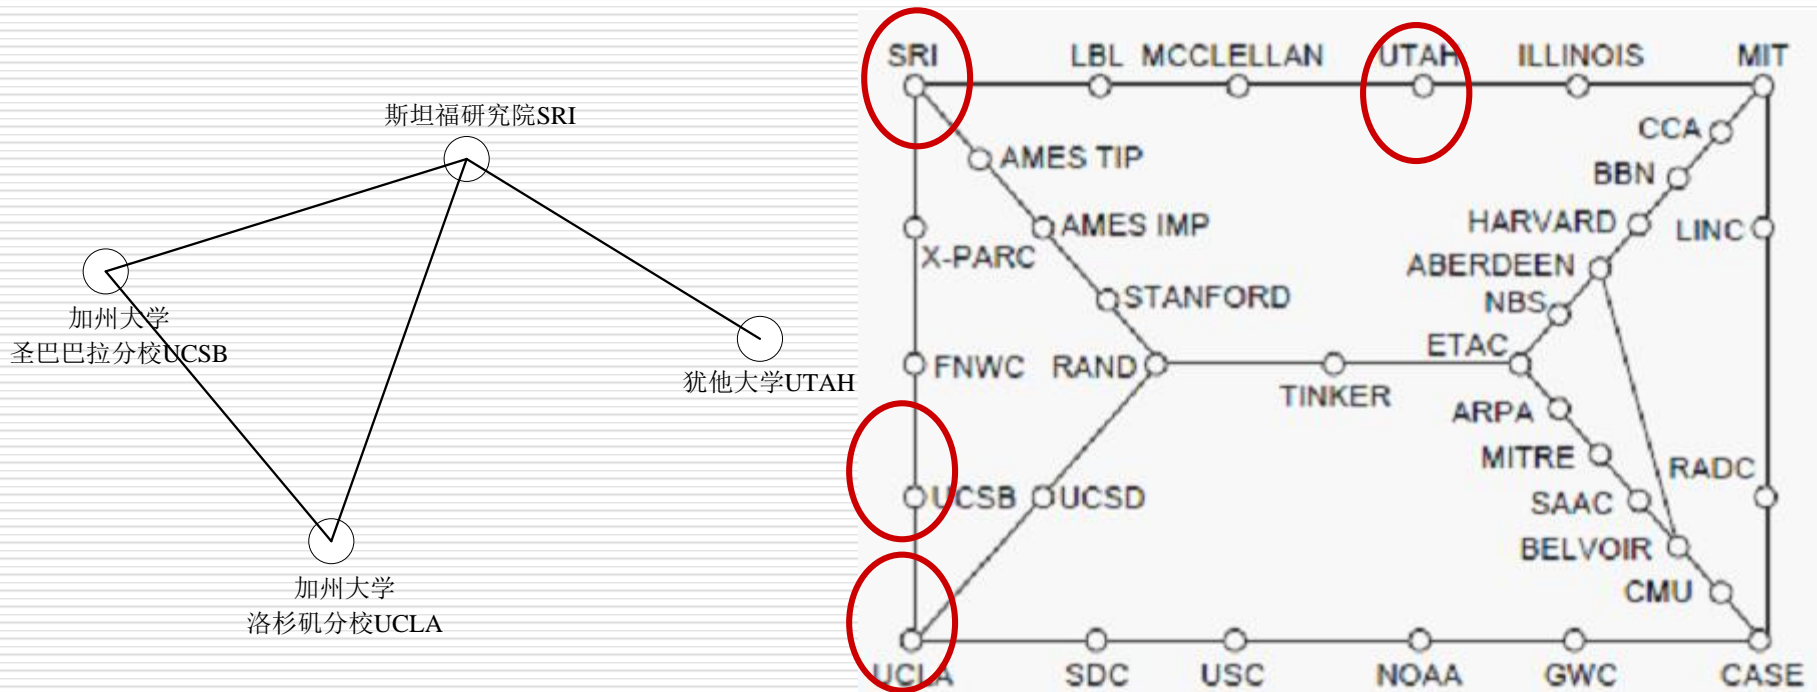 斯坦福研究院SRI
加州大学
圣巴巴拉分校UCSB
犹他大学UTAH
加州大学
洛杉矶分校UCLA
SRI
LBL
MCCLELLAN
UTAH
ILLINOIS
MIT
CCA
AMES TIP
BBN
AMES IMP
HARVARD
LINC
X-PARC
ABERDEEN
STANFORD
NBS
ETAC
FNWC
RAND
TINKER
ARPA
MITRE
RADC
UCSB
UCSD
SAAC
BELVOIR
CMU
UCLA
SDC
USC
NOAA
GWC
CASE